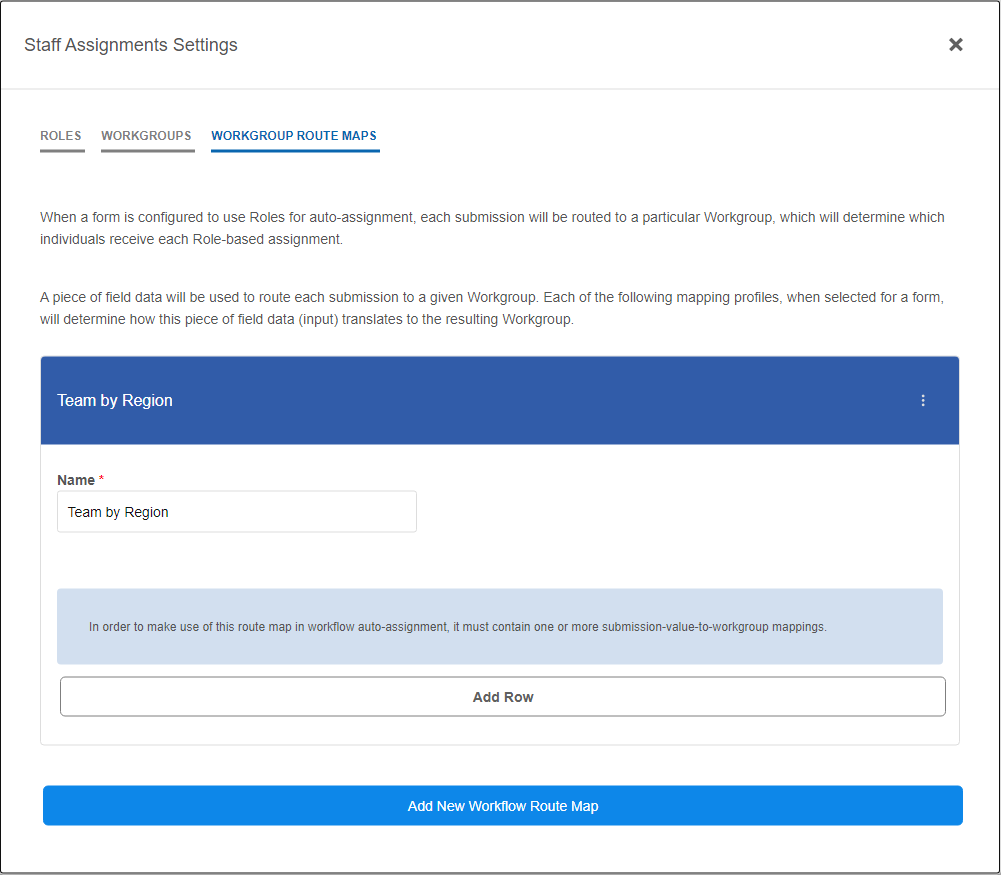 Staff Assignments Settings
ROLES WORKGROUPS WORKGROUP ROUTE MAPS
When a form is configured to use Roles for auto-assignment, each submission will be routed to a particular Workgroup, which will determine which
individuals receive each Role-based assignment.
A piece of field data will be used to route each submission to a given Workgroup. Each of the following mapping profiles, when selected for a form,
will determine how this piece of field data (input) translates to the resulting Workgroup.
Team by Region
Name *
Team by Region
In order to make use of this route map in workflow auto-assignment, it must contain one or more submission-value-to-workgroup mappings.
Add Row
Add New Workflow Route Map